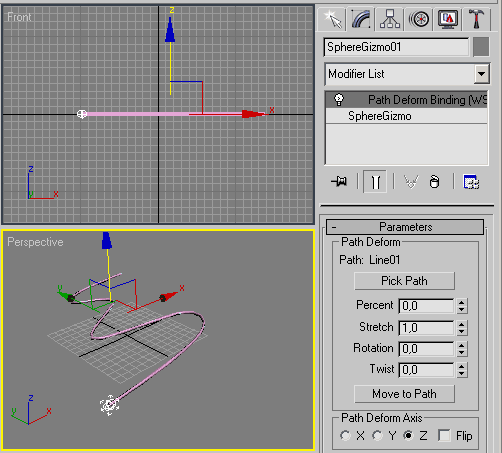 Front
z
x
z
y x
Perspective
z
y x
z
y x
SphereGizmo01
Modifier List
Path Deform Binding (WS
SphereGizmo
- Parameters
Path Deform
Path: Line01
Pick Path
Percent 0,0
Stretch 1,0
Rotation 0,0
Twist 0,0
Move to Path
Path Deform Axis
X Y Z Flip